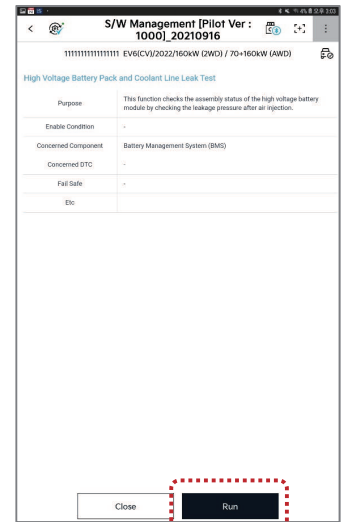 S/W Management [Pilot Ver :
1000]_20210916
11111111111111111 EV6(CV)/2022/160kW (2WD) / 70+160kW (AWD)
High Voltage Battery Pack and Coolant Line Leak Test
Purpose
This function checks the assembly status of the high voltage battery
module by checking the leakage pressure after air injection.
Enable Condition -
Concerned Component Battery Management System (BMS)
Concerned DTC -
Fail Safe -
Etc
Close Run